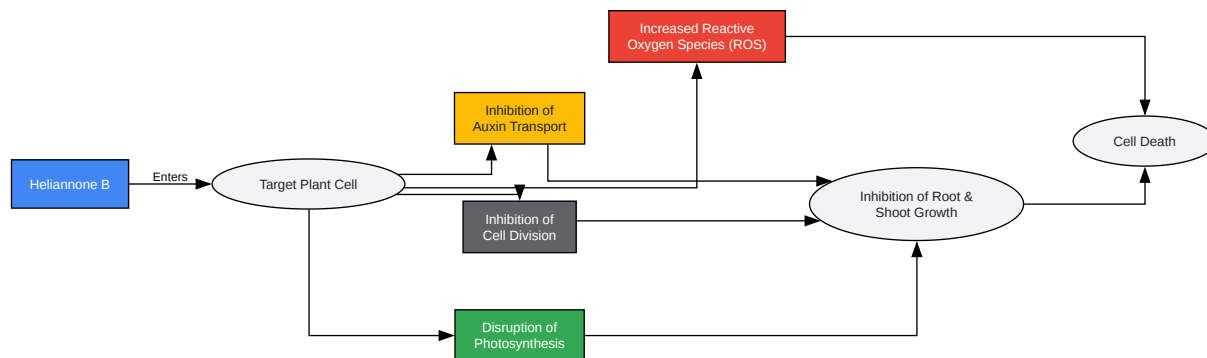 Increased Reactive
Oxygen Species (ROS)
Inhibition of
Auxin Transport
Cell Death
Heliannone B
Enters
Target Plant Cell
Inhibition of Root &
Shoot Growth
Inhibition of
Cell Division
Disruption of
Photosynthesis